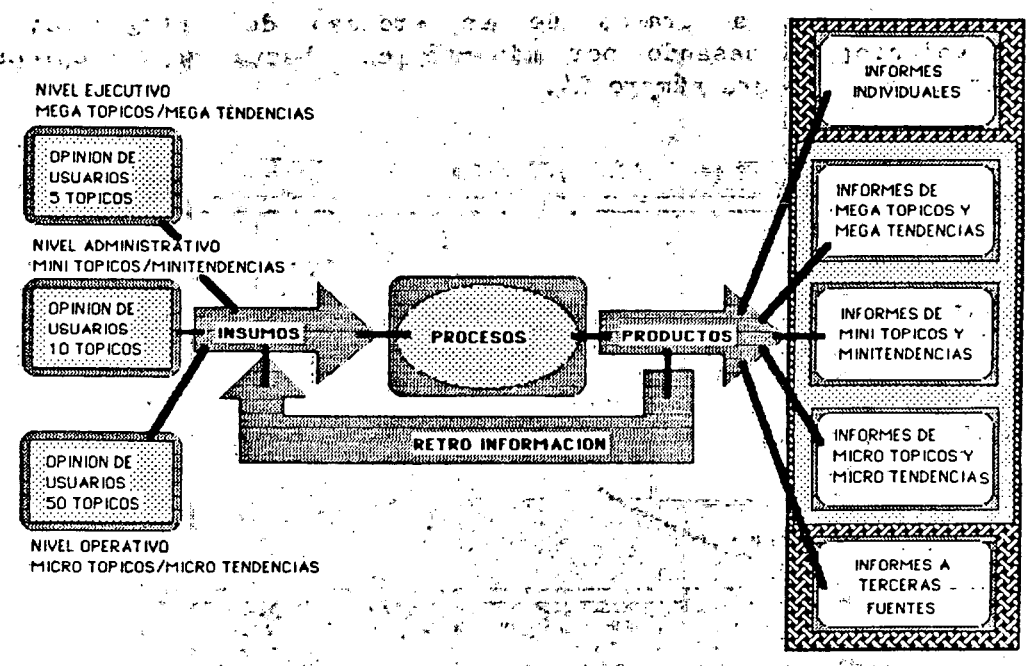 NIVEL EJECUTIVO
MEGA TOPICOS/MEGA TENDENCIAS
OPINION DE
USUARIOS
5 TOPICOS
NIVEL ADMINISTRATIVO
MINI TOPICOS/MINITENDENCIAS
OPINION DE
USUARIOS
10 TOPICOS
OPINION DE
USUARIOS
50 TOPICOS
NIVEL OPERATIVO
MICRO TOPICOS/MICRO TENDENCIAS
INSUMOS
PROCESOS
PRODUCTOS
RETRO INFORMACION
INFORMES
INDIVIDUALES
INFORMES DE
MEGA TOPICOS Y
MEGA TENDENCIAS
INFORMES DE
MINI TOPICOS Y
MINITENDENCIAS
INFORMES DE
MICRO TOPICOS Y
MICRO TENDENCIAS
INFORMES A
TERCERAS
FUENTES